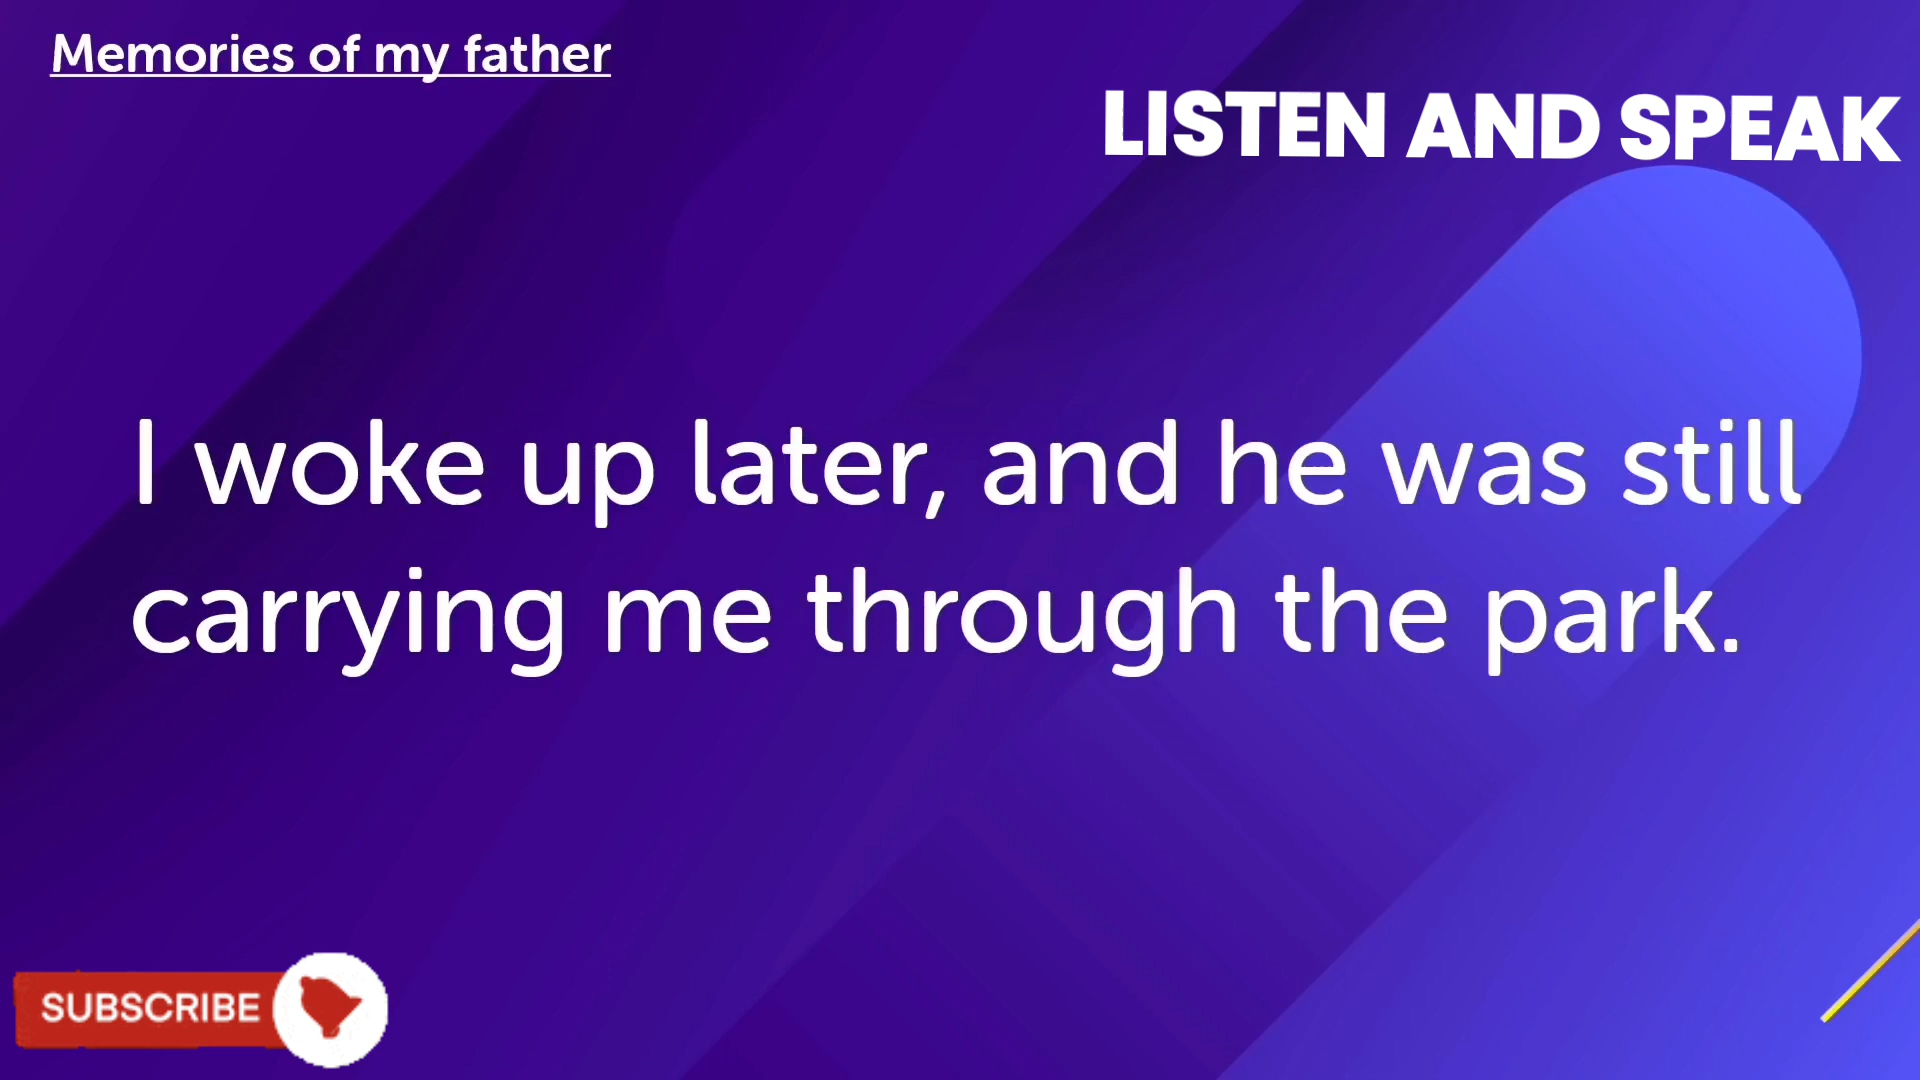 Memories of my father
LISTEN AND SPEAK
I woke up later, and he was still
carrying me through the park.
SUBSCRIBE